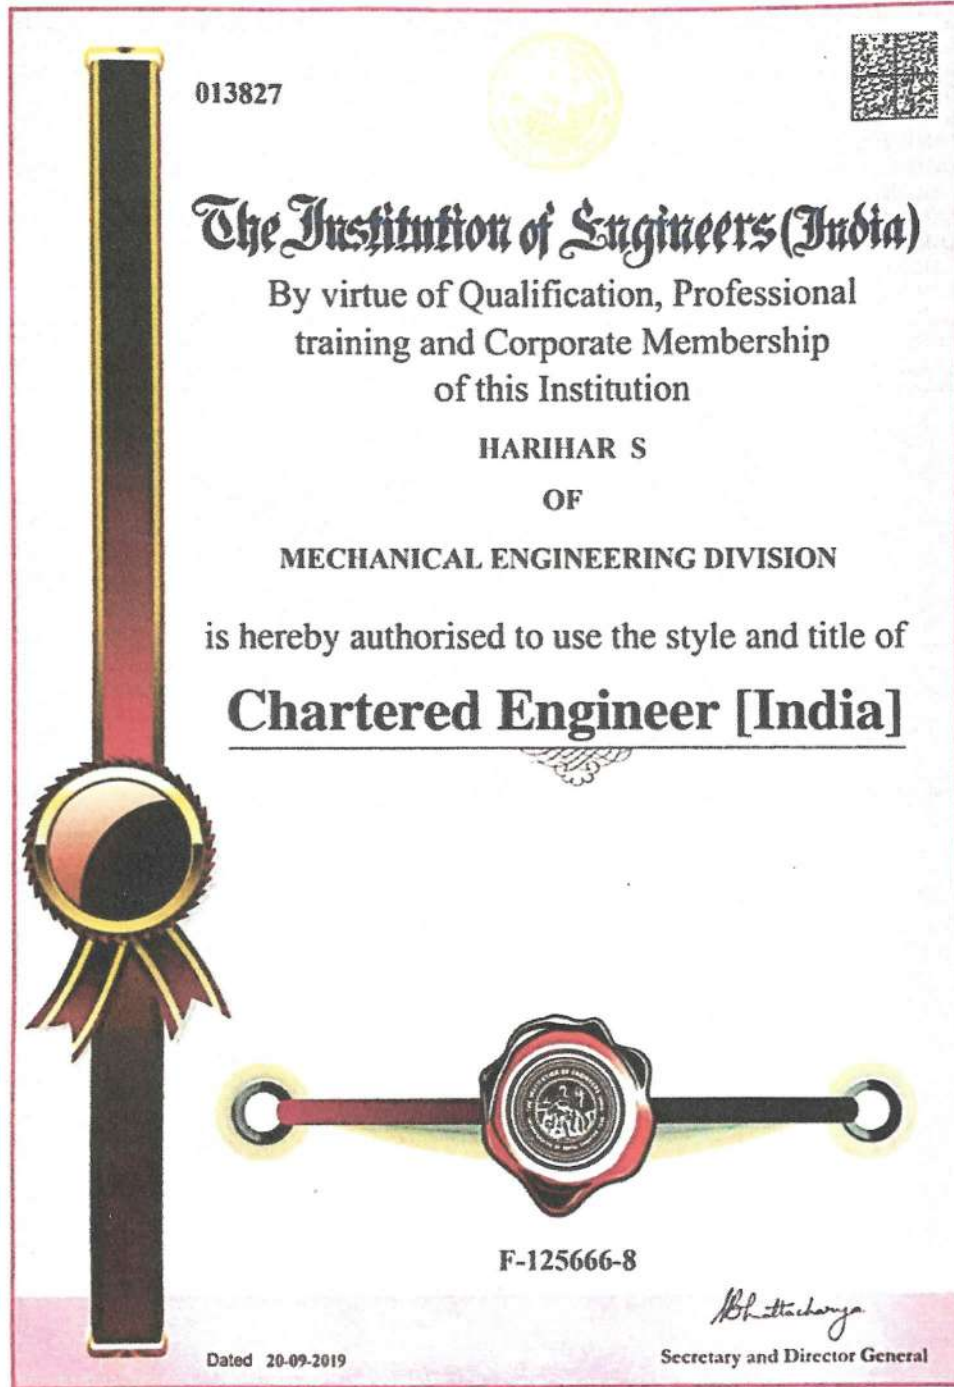 013827
The Institution of Engineers (India)
By virtue of Qualification, Professional
training and Corporate Membership
of this Institution
HARIHAR S
OF
MECHANICAL ENGINEERING DIVISION
is hereby authorised to use the style and title of
Chartered Engineer [India]
F-125666-8
Bhattacharya
Dated 20-09-2019
Secretary and Director General